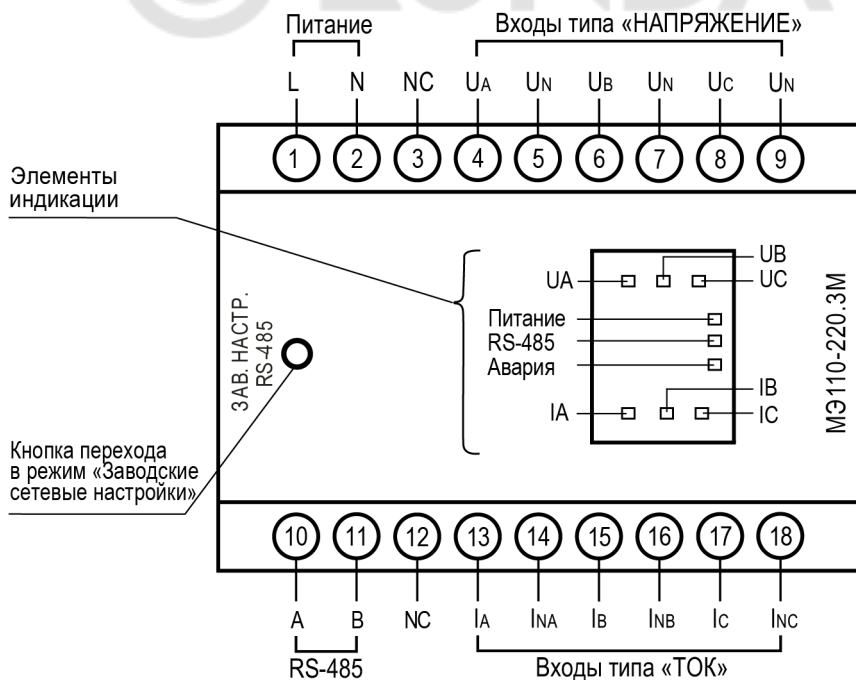 Питание
Входы типа «НАПРЯЖЕНИЕ»
L N NC UA UN UB UN UC UN
1 2 3 4 5 6 7 8 9
Элементы
индикации
ЗАВ. НАСТР.
RS-485
UB
UA
UC
Питание
RS-485
Авария
IB
IA
IC
МЭ110-220.3М
Кнопка перехода
в режим «Заводские
сетевые настройки»
10 11 12 13 14 15 16 17 18
A B NC IA INA IB INB IC INC
RS-485
Входы типа «ТОК»